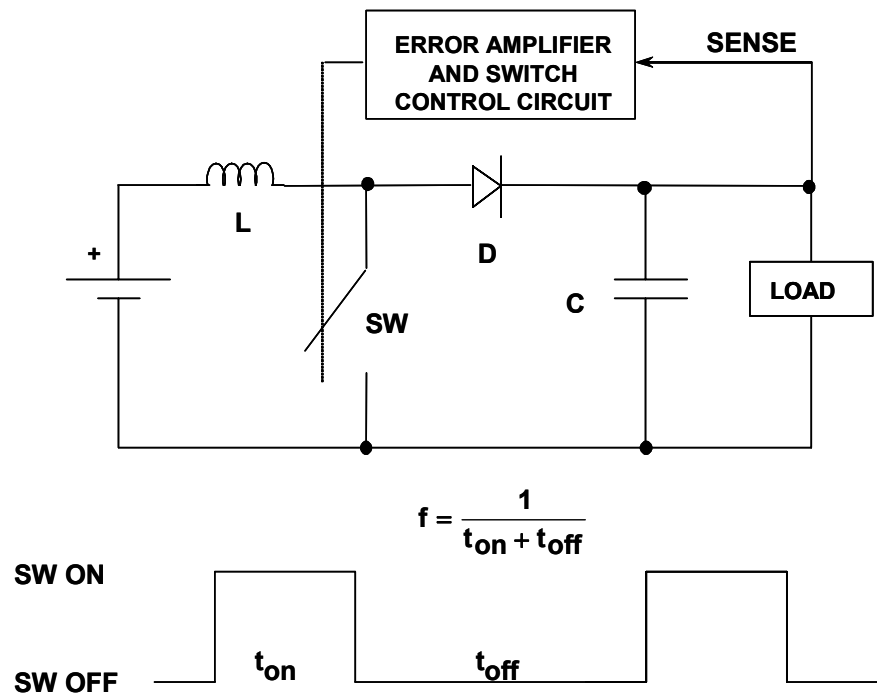 ERROR AMPLIFIER
AND SWITCH
CONTROL CIRCUIT
SENSE
L
D
+
SW
C
LOAD
f = 1 / (ton + toff)
SW ON
ton
toff
SW OFF